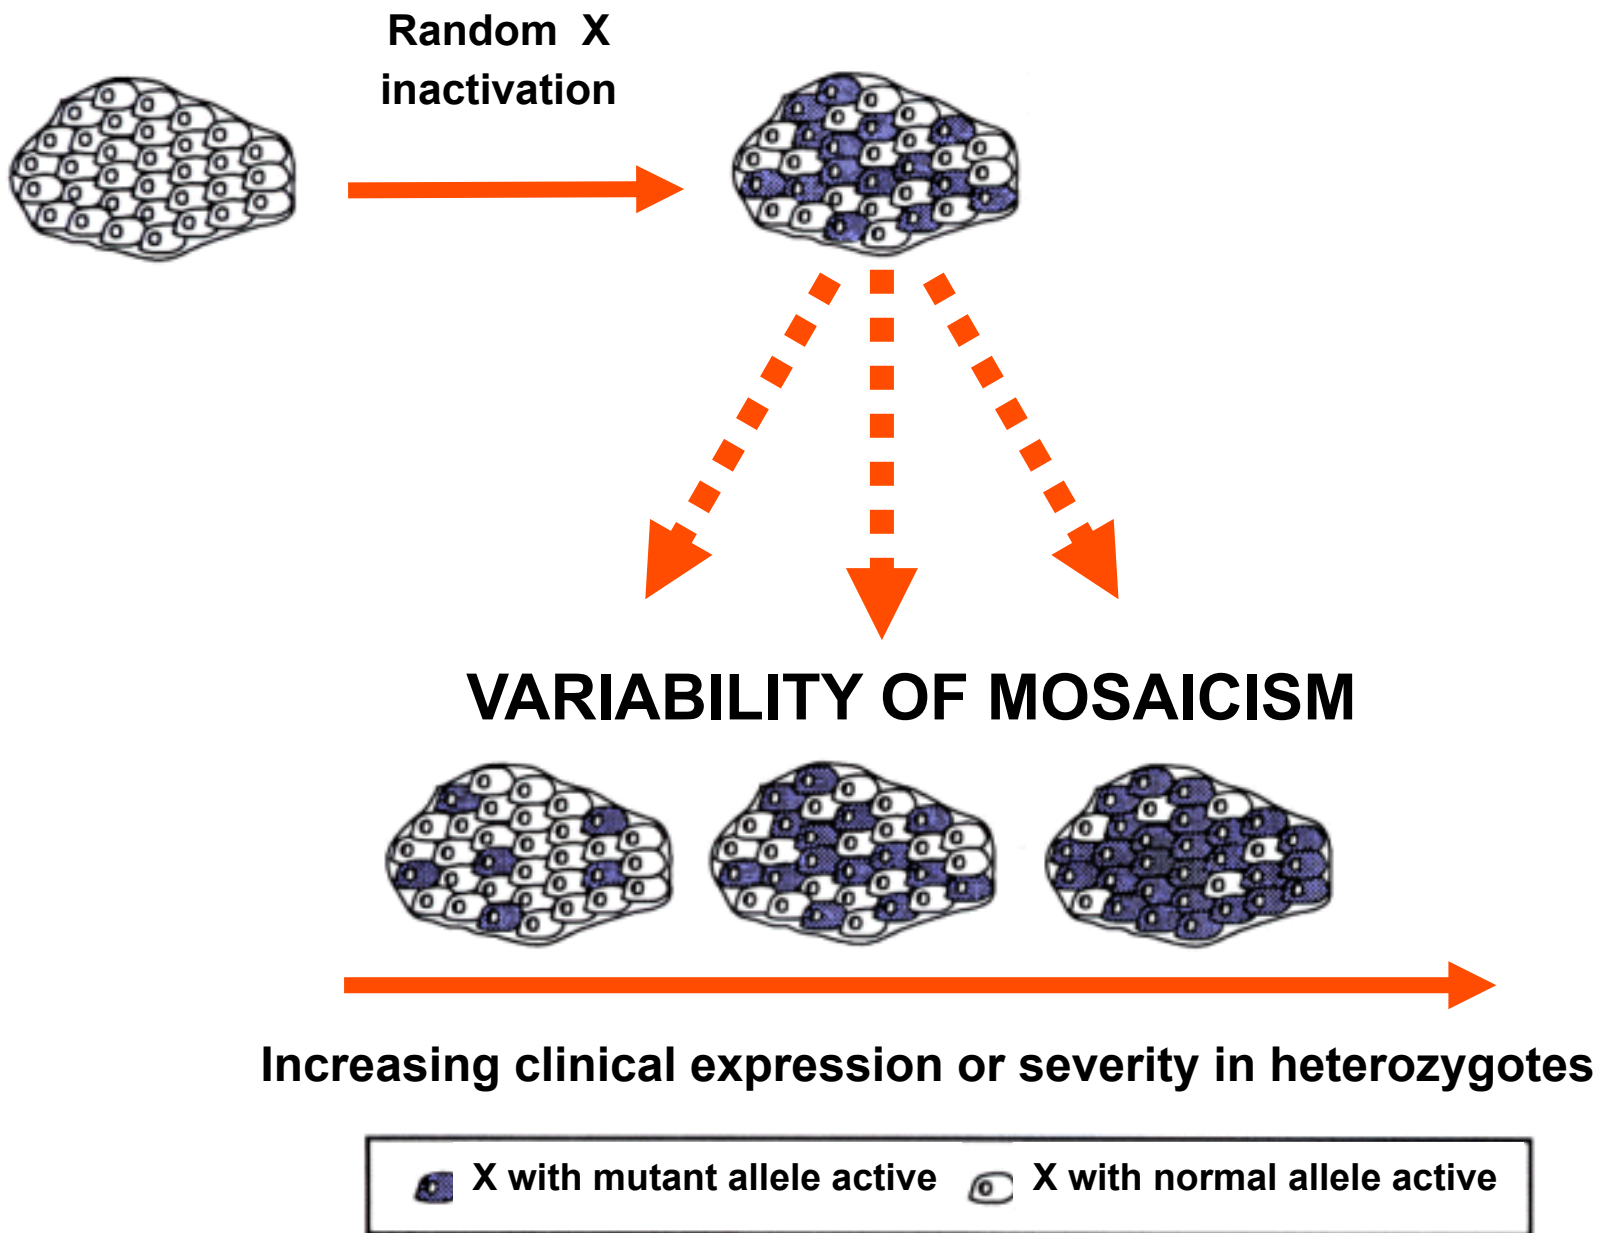 Random X
inactivation
VARIABILITY OF MOSAICISM
Increasing clinical expression or severity in heterozygotes
X with mutant allele active X with normal allele active